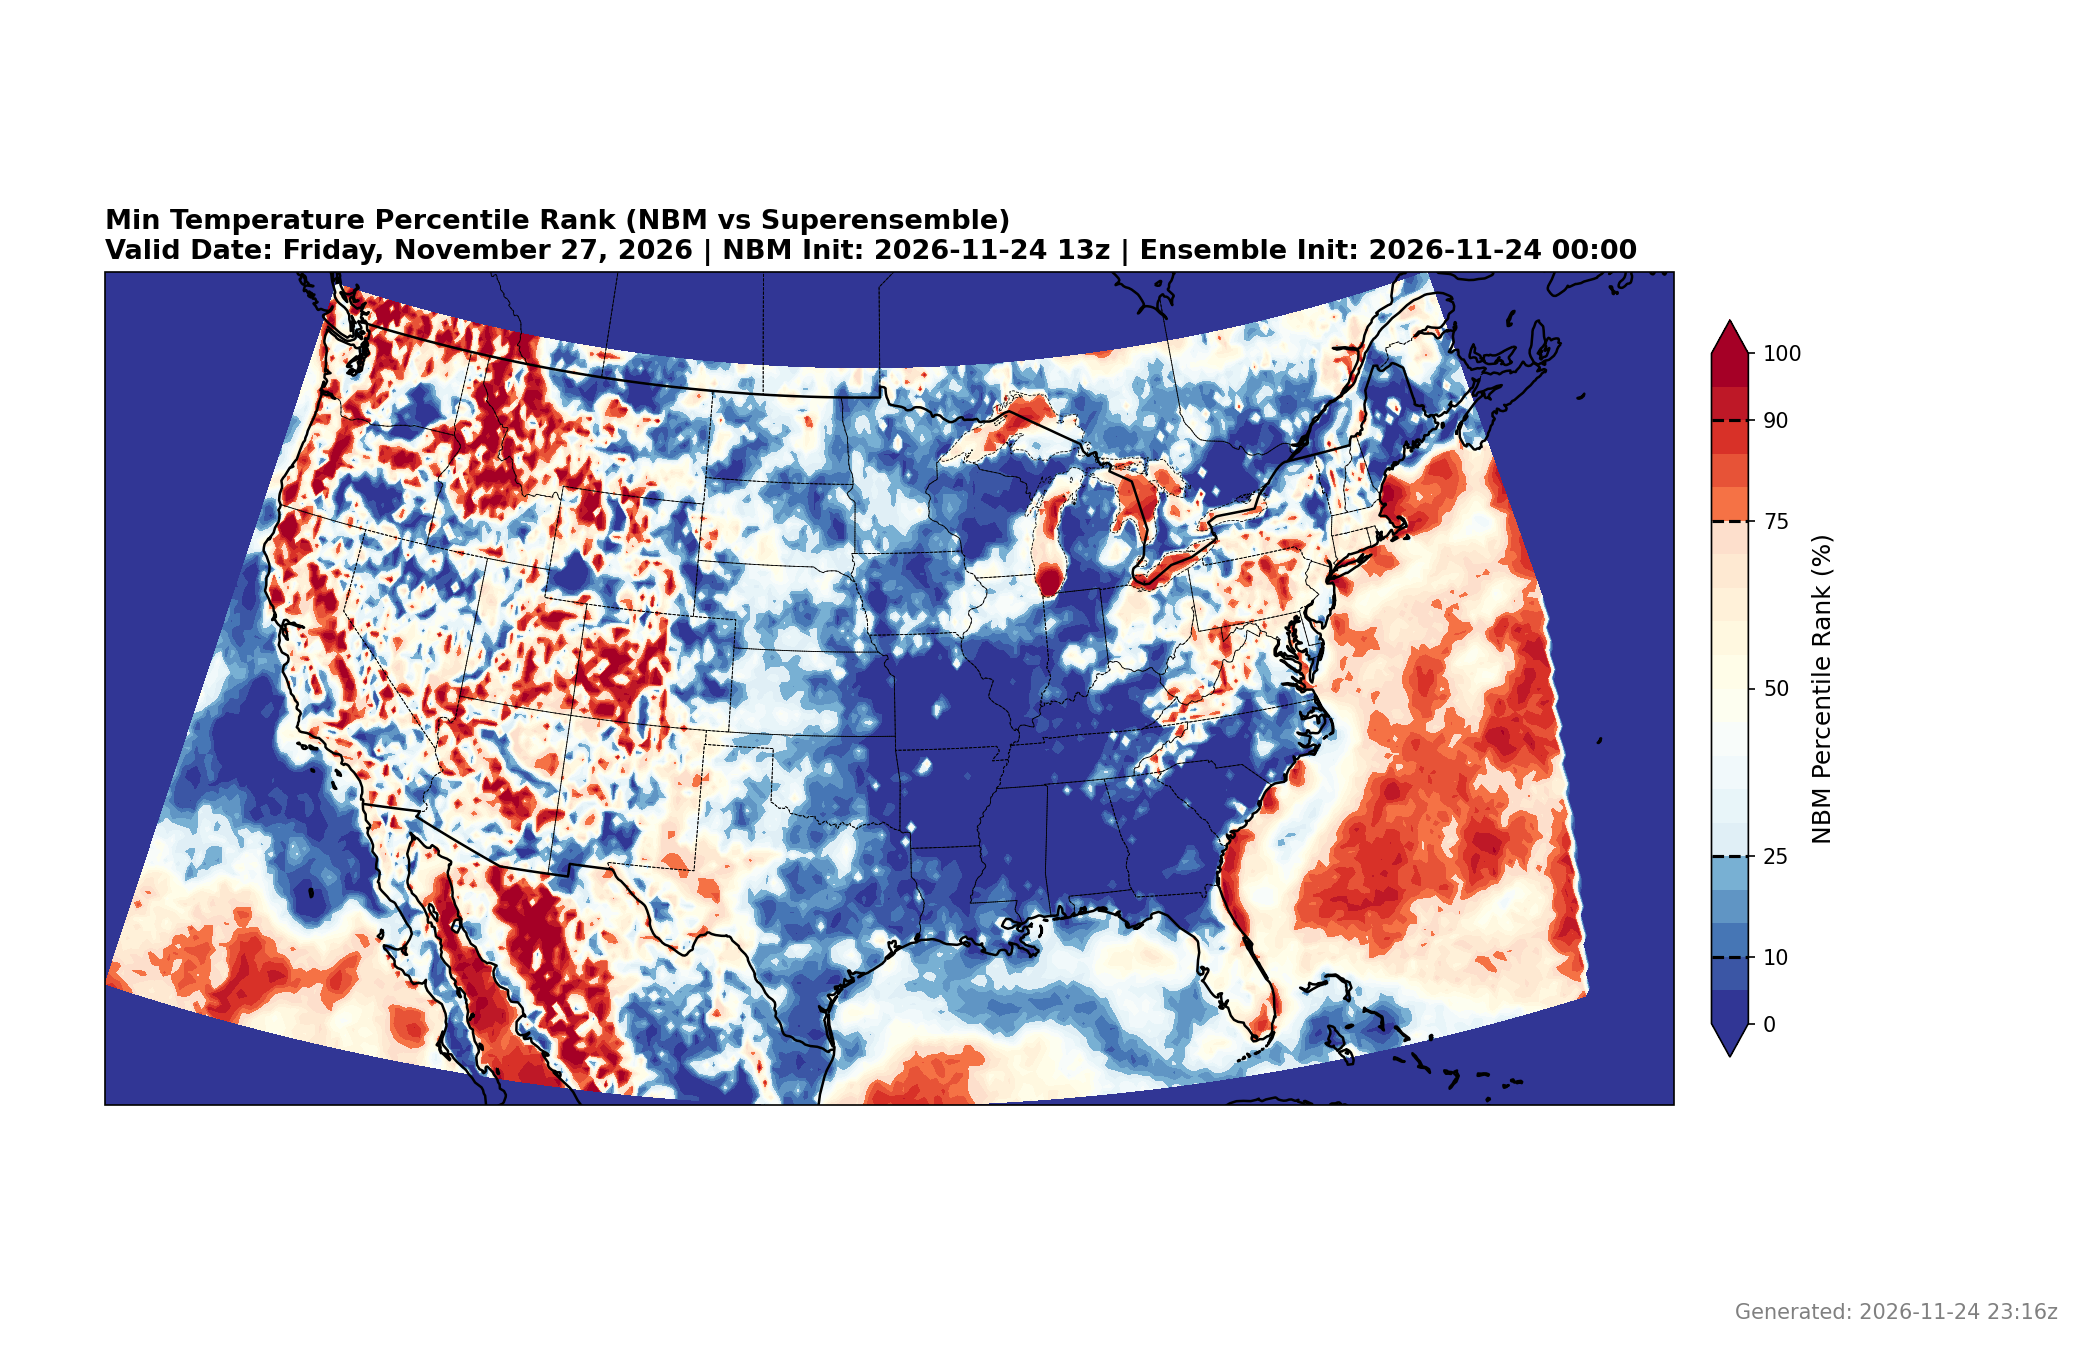 Min Temperature Percentile Rank (NBM vs Superensemble)
Valid Date: Friday, November 27, 2026 | NBM Init: 2026-11-24 13z | Ensemble Init: 2026-11-24 00:00
100
90
75
50
25
10
0
NBM Percentile Rank (%)
Generated: 2026-11-24 23:16z